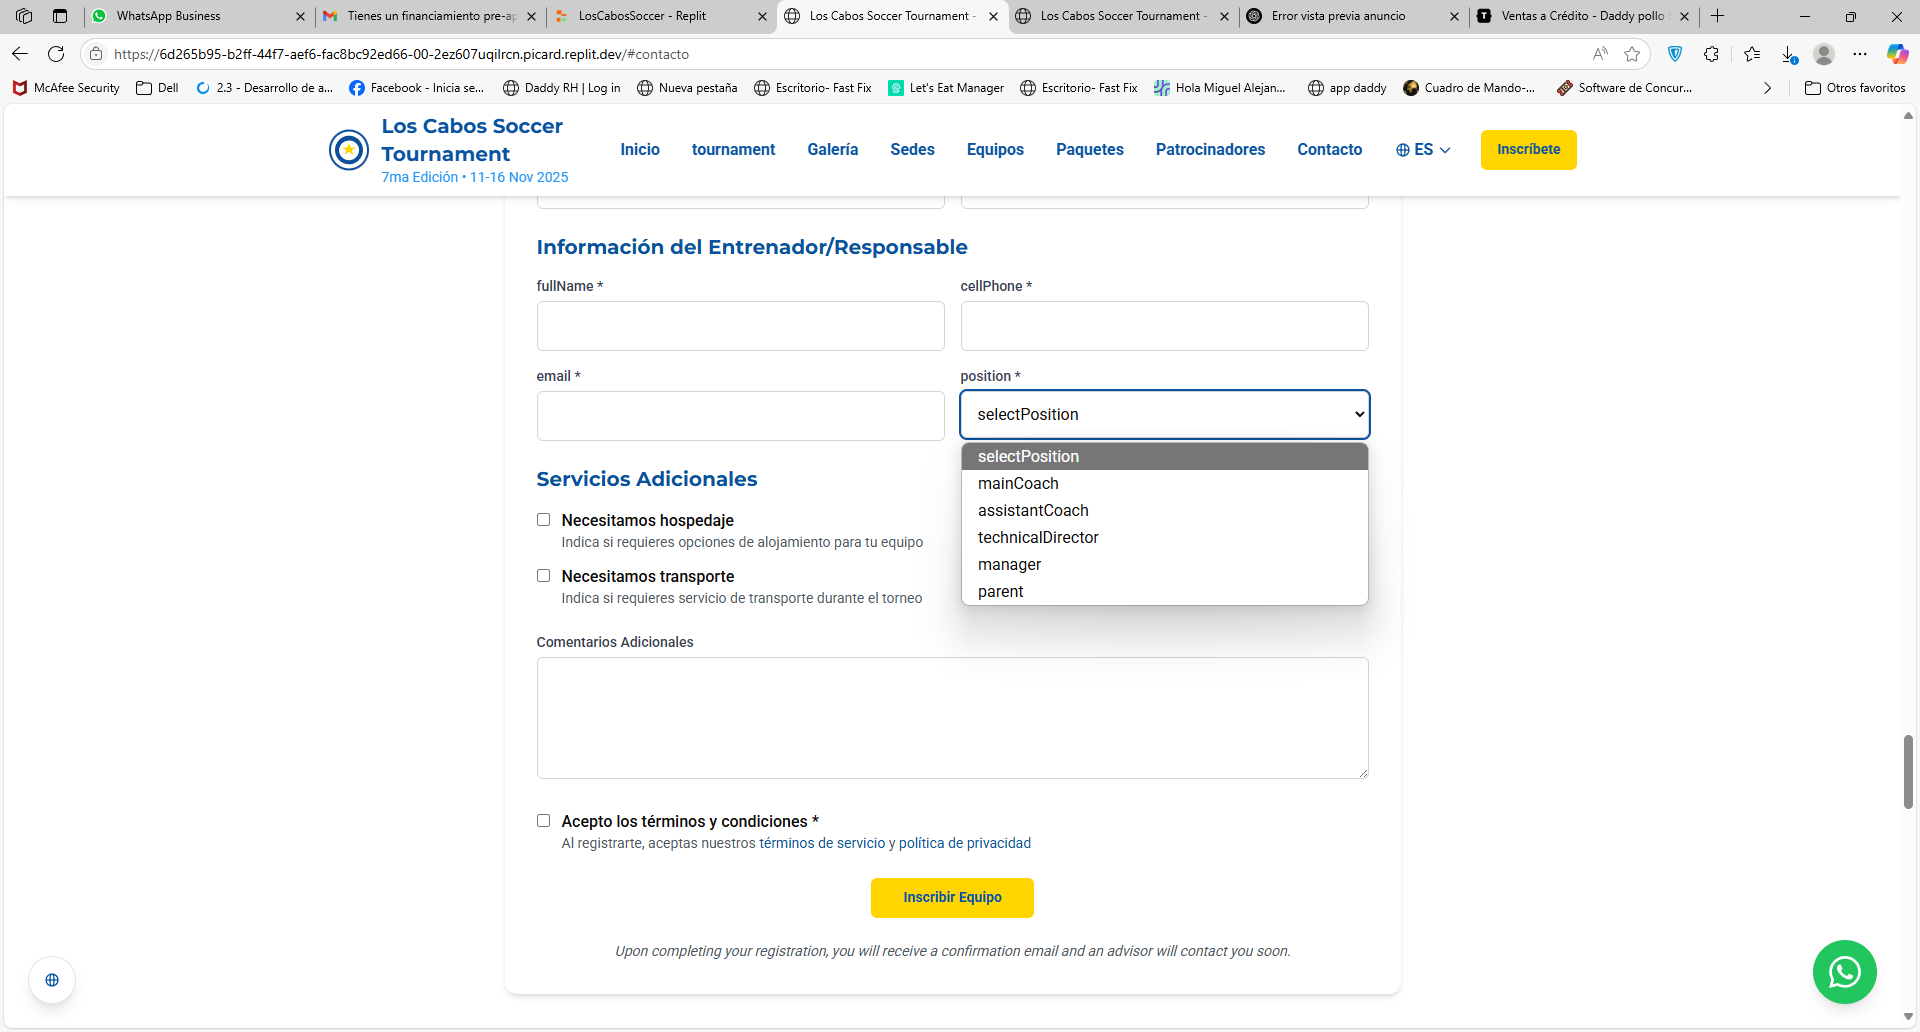 WhatsApp Business
Tienes un financiamiento pre-ap
LosCabosSoccer - Replit
Los Cabos Soccer Tournament -
Los Cabos Soccer Tournament -
Error vista previa anuncio
Ventas a Crédito - Daddy pollo
https://6d265b95-b2ff-44f7-aef6-fac8bc92ed66-00-2ez607uqilrcn.picard.replit.dev/#contacto
McAfee Security
Dell
2.3 - Desarrollo de a...
Facebook - Inicia se...
Daddy RH | Log in
Nueva pestaña
Escritorio- Fast Fix
Let's Eat Manager
Escritorio- Fast Fix
Hola Miguel Alejan...
app daddy
Cuadro de Mando-...
Software de Concur...
Otros favoritos
Los Cabos Soccer
Tournament
7ma Edición • 11-16 Nov 2025
Inicio
tournament
Galería
Sedes
Equipos
Paquetes
Patrocinadores
Contacto
ES
Inscríbete
Información del Entrenador/Responsable
fullName *
cellPhone *
email *
position *
selectPosition
selectPosition
mainCoach
assistantCoach
technicalDirector
manager
parent
Servicios Adicionales
Necesitamos hospedaje
Indica si requieres opciones de alojamiento para tu equipo
Necesitamos transporte
Indica si requieres servicio de transporte durante el torneo
Comentarios Adicionales
Acepto los términos y condiciones *
Al registrarte, aceptas nuestros términos de servicio y política de privacidad
Inscribir Equipo
Upon completing your registration, you will receive a confirmation email and an advisor will contact you soon.